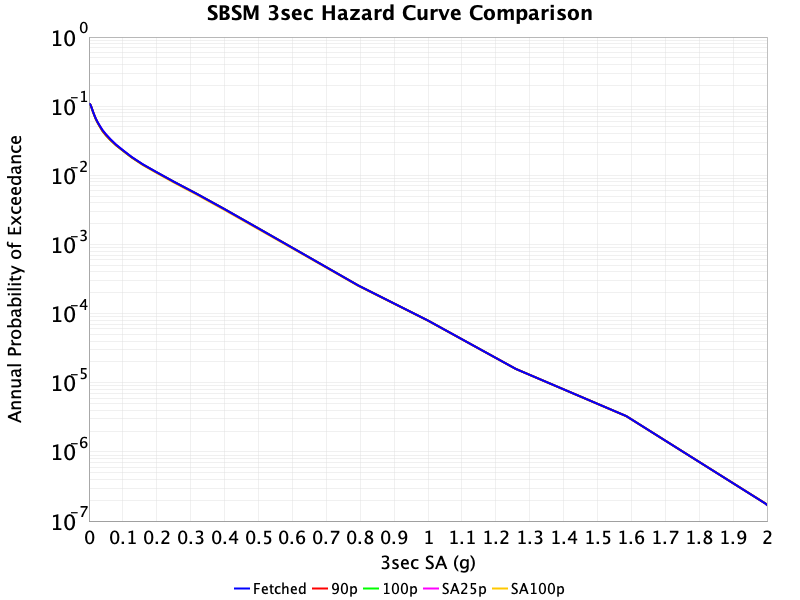 SBSM 3sec Hazard Curve Comparison
Annual Probability of Exceedance
10^0
10^-1
10^-2
10^-3
10^-4
10^-5
10^-6
10^-7
0 0.1 0.2 0.3 0.4 0.5 0.6 0.7 0.8 0.9 1 1.1 1.2 1.3 1.4 1.5 1.6 1.7 1.8 1.9 2
3sec SA (g)
Fetched 90p 100p SA25p SA100p